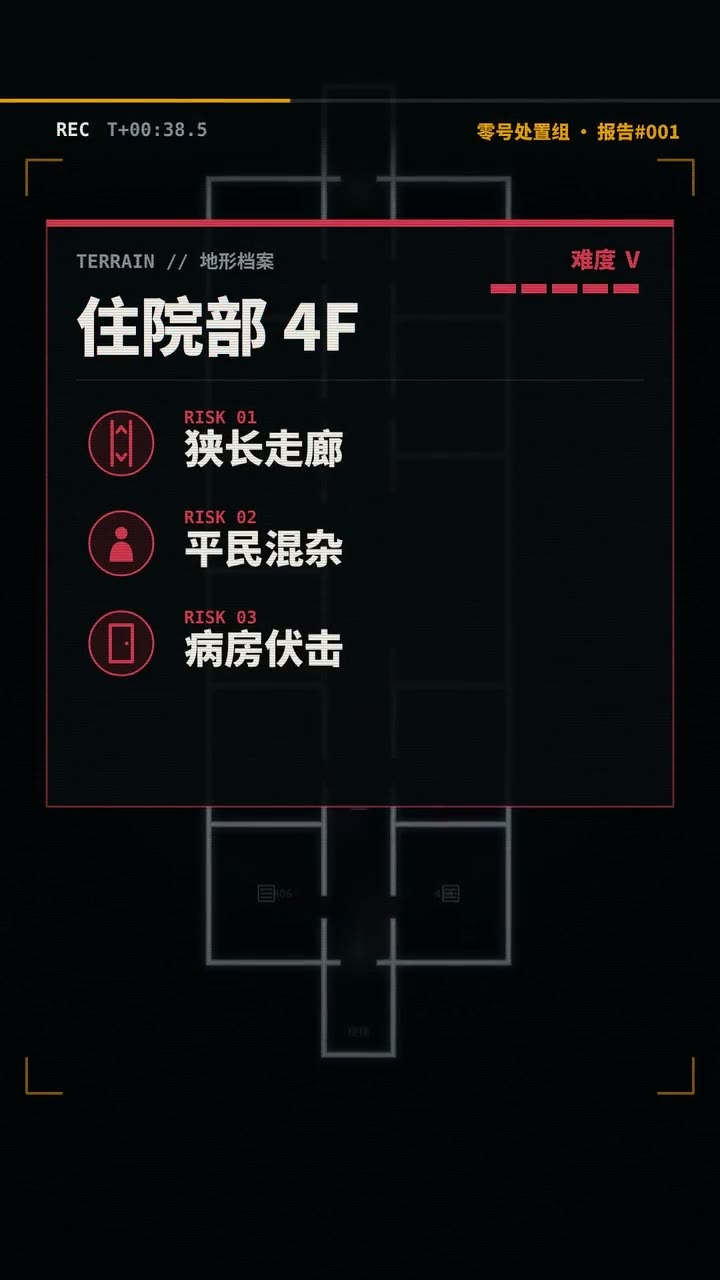 REC T+00:38.5
零号处置组 · 报告#001
TERRAIN // 地形档案
难度 V
住院部 4F
RISK 01
狭长走廊
RISK 02
平民混杂
RISK 03
病房伏击